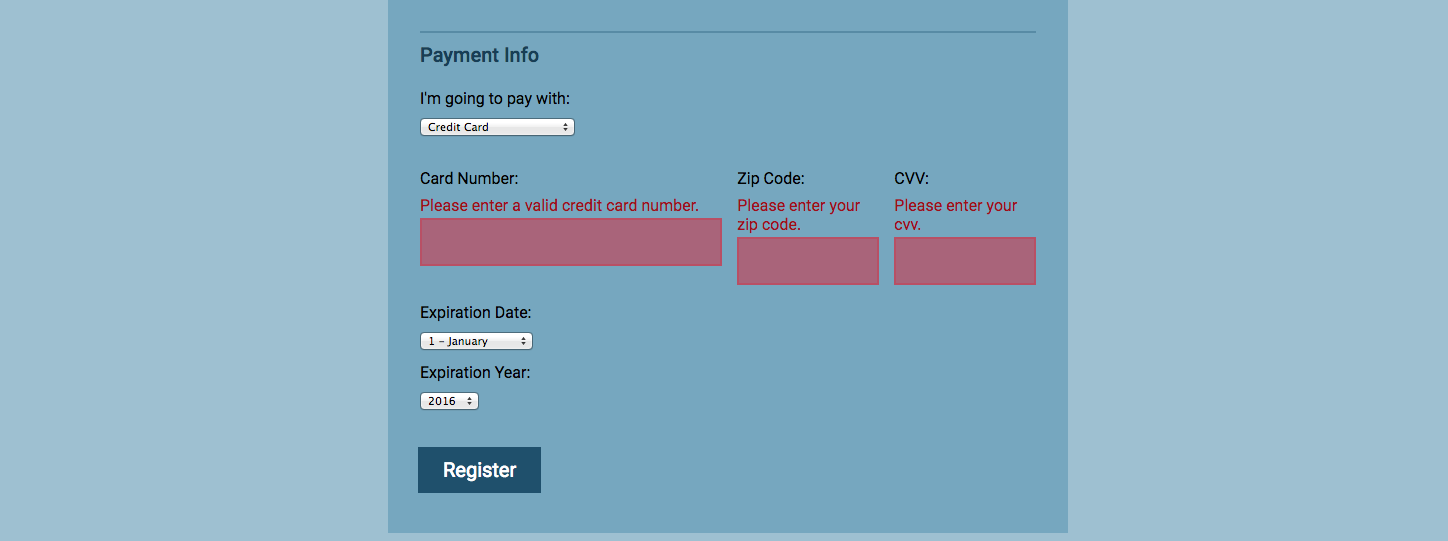 Payment Info
I'm going to pay with:
Credit Card
Card Number:
Please enter a valid credit card number.
Zip Code:
Please enter your
zip code.
CVV:
Please enter your
cvv.
Expiration Date:
1 - January
Expiration Year:
2016
Register